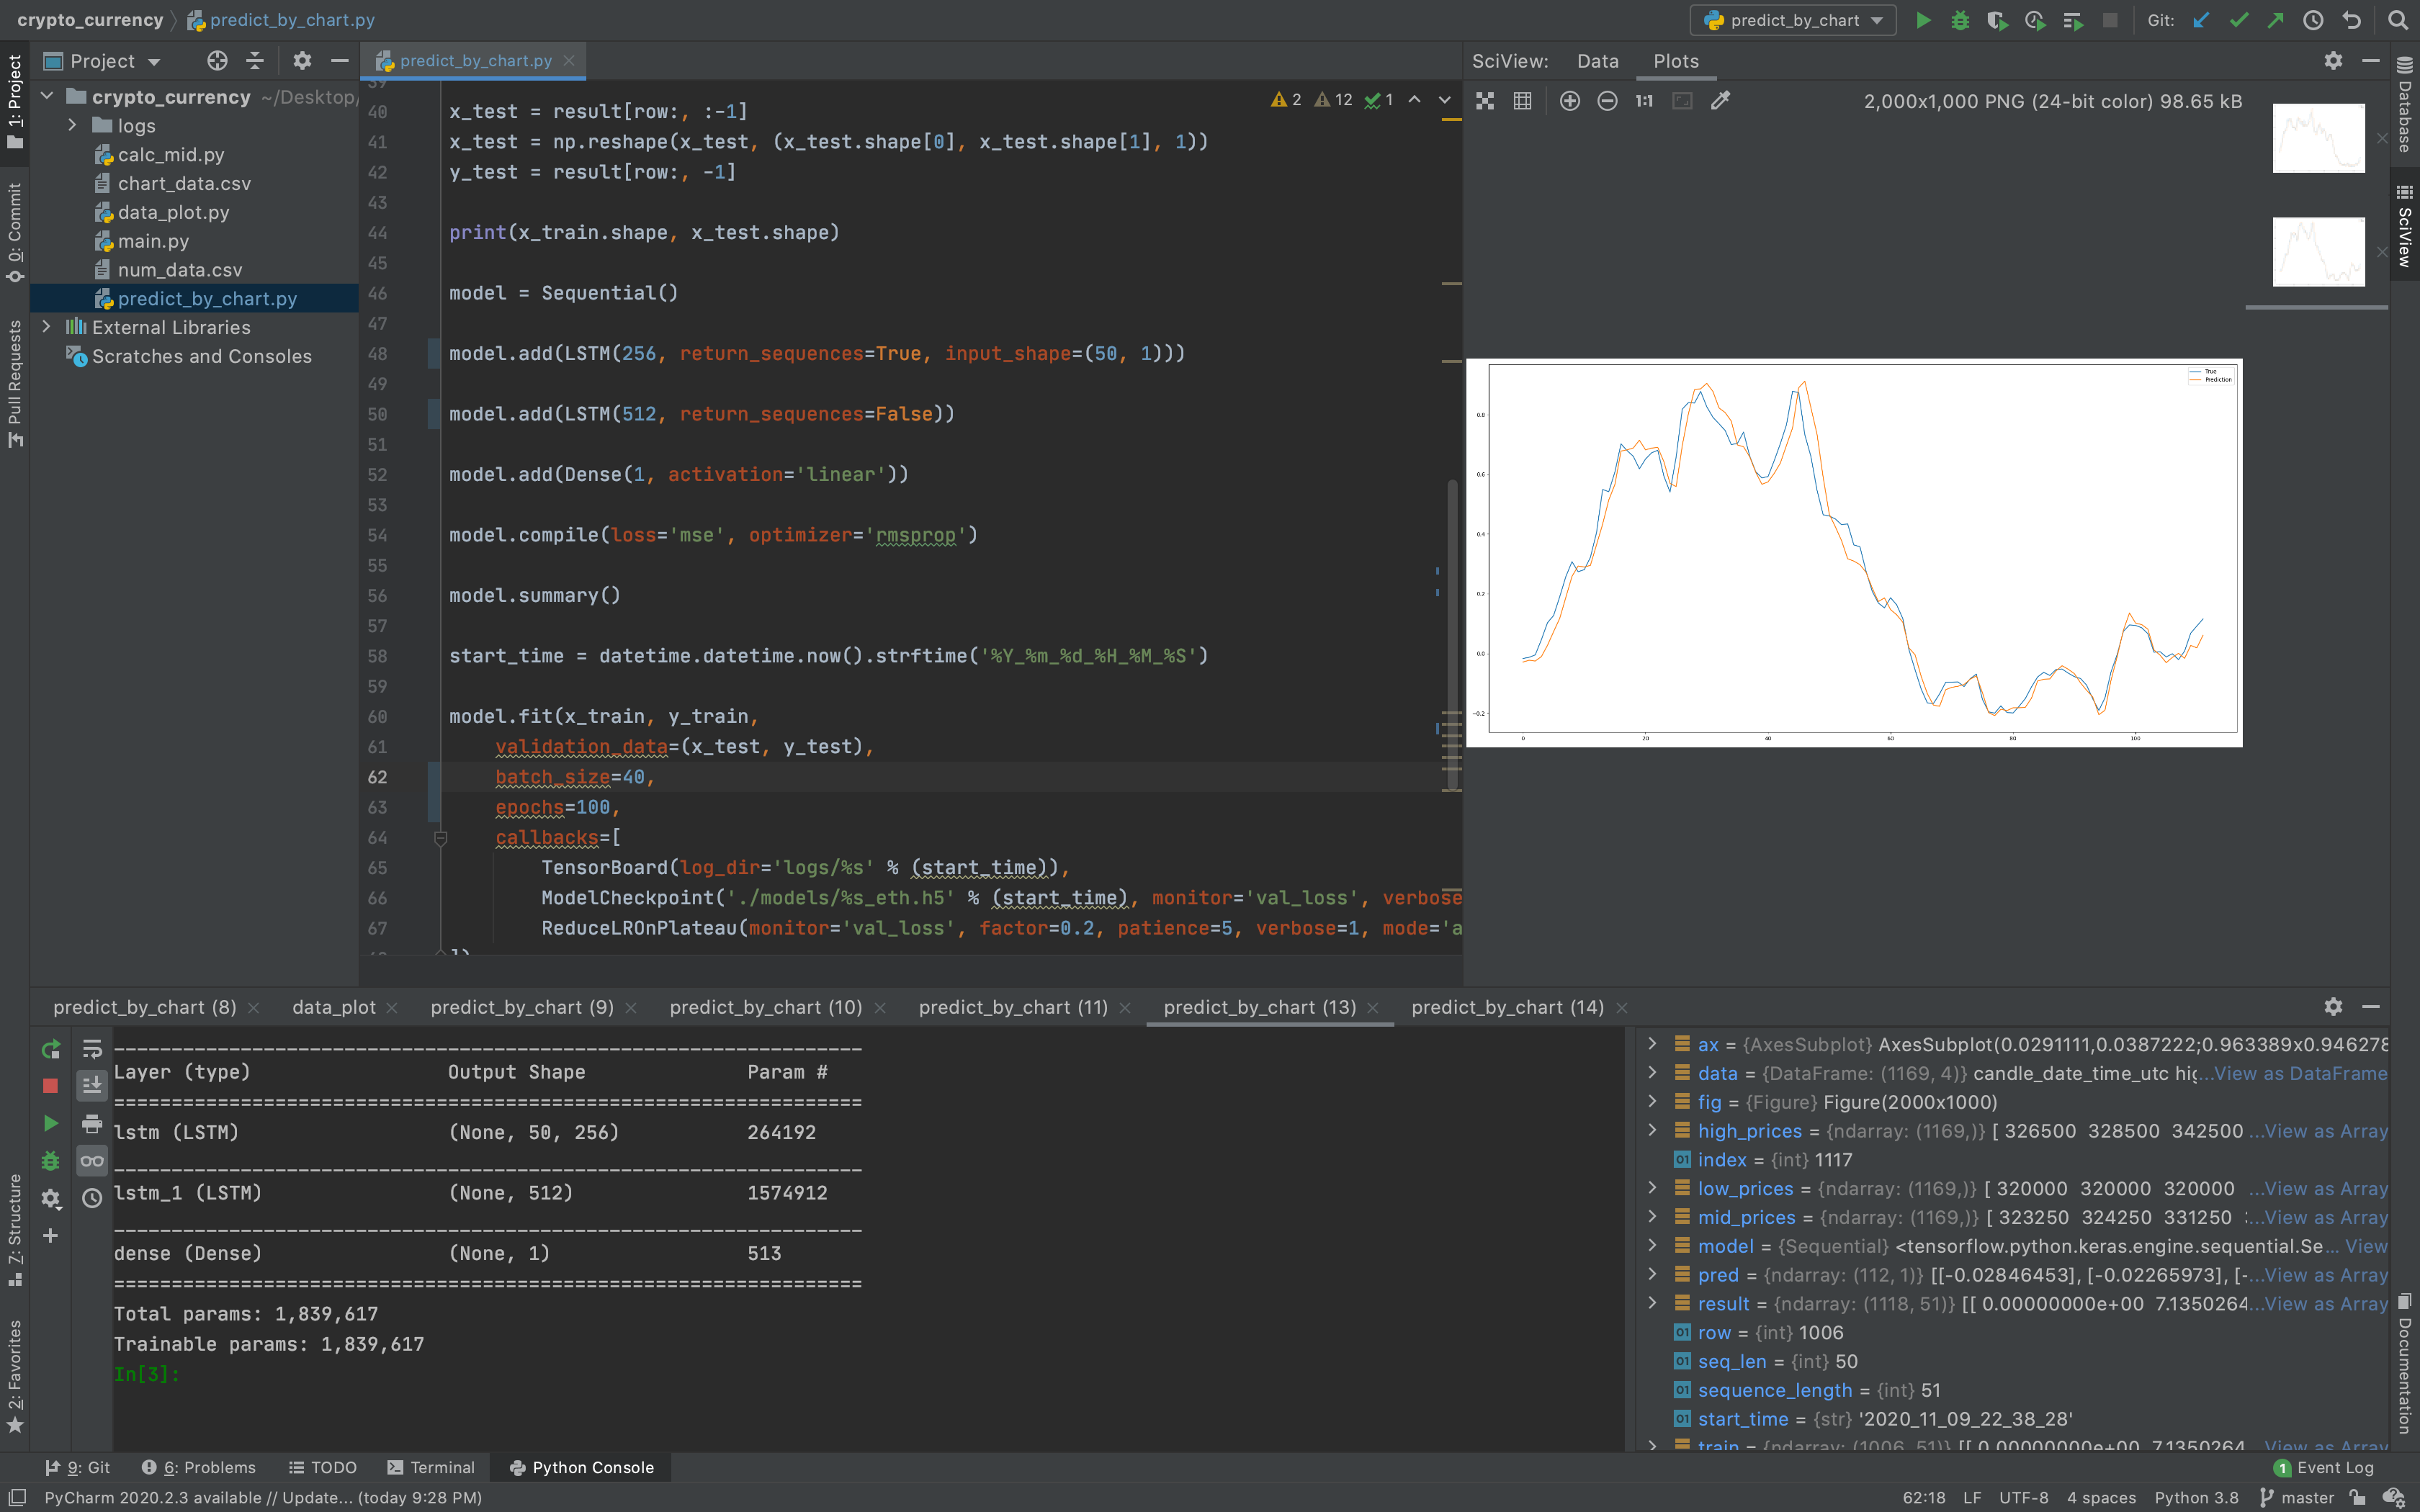 crypto_currency
predict_by_chart.py
predict_by_chart
Git:
Project
predict_by_chart.py
SciView:
Data
Plots
1: Project
0: Commit
Pull Requests
crypto_currency ~/Desktop/
logs
calc_mid.py
chart_data.csv
data_plot.py
main.py
num_data.csv
predict_by_chart.py
External Libraries
Scratches and Consoles
2 12 1
39
40 x_test = result[row:, :-1]
41 x_test = np.reshape(x_test, (x_test.shape[0], x_test.shape[1], 1))
42 y_test = result[row:, -1]
43
44 print(x_train.shape, x_test.shape)
45
46 model = Sequential()
47
48 model.add(LSTM(256, return_sequences=True, input_shape=(50, 1)))
49
50 model.add(LSTM(512, return_sequences=False))
51
52 model.add(Dense(1, activation='linear'))
53
54 model.compile(loss='mse', optimizer='rmsprop')
55
56 model.summary()
57
58 start_time = datetime.datetime.now().strftime('%Y_%m_%d_%H_%M_%S')
59
60 model.fit(x_train, y_train,
61 validation_data=(x_test, y_test),
62 batch_size=40,
63 epochs=100,
64 callbacks=[
65 TensorBoard(log_dir='logs/%s' % (start_time)),
66 ModelCheckpoint('./models/%s_eth.h5' % (start_time), monitor='val_loss', verbose
67 ReduceLROnPlateau(monitor='val_loss', factor=0.2, patience=5, verbose=1, mode='a
1:1
2,000x1,000 PNG (24-bit color) 98.65 kB
True
Prediction
0.8
0.6
0.4
0.2
0.0
−0.2
0 20 40 60 80 100
Database
SciView
predict_by_chart (8)
data_plot
predict_by_chart (9)
predict_by_chart (10)
predict_by_chart (11)
predict_by_chart (13)
predict_by_chart (14)
Layer (type) Output Shape Param #
=================================================================
lstm (LSTM) (None, 50, 256) 264192
lstm_1 (LSTM) (None, 512) 1574912
dense (Dense) (None, 1) 513
=================================================================
Total params: 1,839,617
Trainable params: 1,839,617
In[3]:
ax = {AxesSubplot} AxesSubplot(0.0291111,0.0387222;0.963389x0.946278
data = {DataFrame: (1169, 4)} candle_date_time_utc hig...View as DataFrame
fig = {Figure} Figure(2000x1000)
high_prices = {ndarray: (1169,)} [ 326500 328500 342500 ...View as Array
index = {int} 1117
low_prices = {ndarray: (1169,)} [ 320000 320000 320000 ...View as Array
mid_prices = {ndarray: (1169,)} [ 323250 324250 331250 ...View as Array
model = {Sequential} <tensorflow.python.keras.engine.sequential.Se... View
pred = {ndarray: (112, 1)} [[-0.02846453], [-0.02265973], [-...View as Array
result = {ndarray: (1118, 51)} [[ 0.00000000e+00 7.1350264...View as Array
row = {int} 1006
seq_len = {int} 50
sequence_length = {int} 51
start_time = {str} '2020_11_09_22_38_28'
train = {ndarray: (1006, 51)} [[ 0.00000000e+00 7.1350264...View as Array
Z: Structure
2: Favorites
Documentation
9: Git
6: Problems
TODO
Terminal
Python Console
1 Event Log
PyCharm 2020.2.3 available // Update... (today 9:28 PM)
62:18 LF UTF-8 4 spaces Python 3.8 master